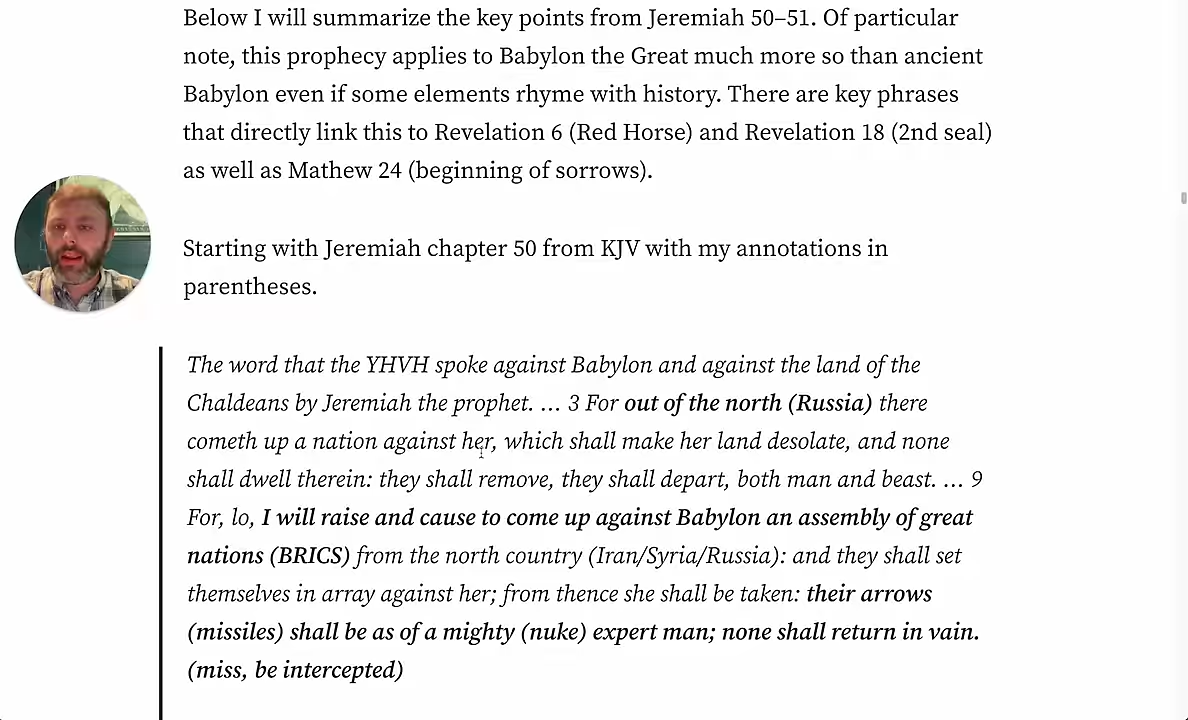 Below I will summarize the key points from Jeremiah 50–51. Of particular
note, this prophecy applies to Babylon the Great much more so than ancient
Babylon even if some elements rhyme with history. There are key phrases
that directly link this to Revelation 6 (Red Horse) and Revelation 18 (2nd seal)
as well as Mathew 24 (beginning of sorrows).
Starting with Jeremiah chapter 50 from KJV with my annotations in
parentheses.
The word that the YHVH spoke against Babylon and against the land of the
Chaldeans by Jeremiah the prophet. … 3 For out of the north (Russia) there
cometh up a nation against her, which shall make her land desolate, and none
shall dwell therein: they shall remove, they shall depart, both man and beast. … 9
For, lo, I will raise and cause to come up against Babylon an assembly of great
nations (BRICS) from the north country (Iran/Syria/Russia): and they shall set
themselves in array against her; from thence she shall be taken: their arrows
(missiles) shall be as of a mighty (nuke) expert man; none shall return in vain.
(miss, be intercepted)